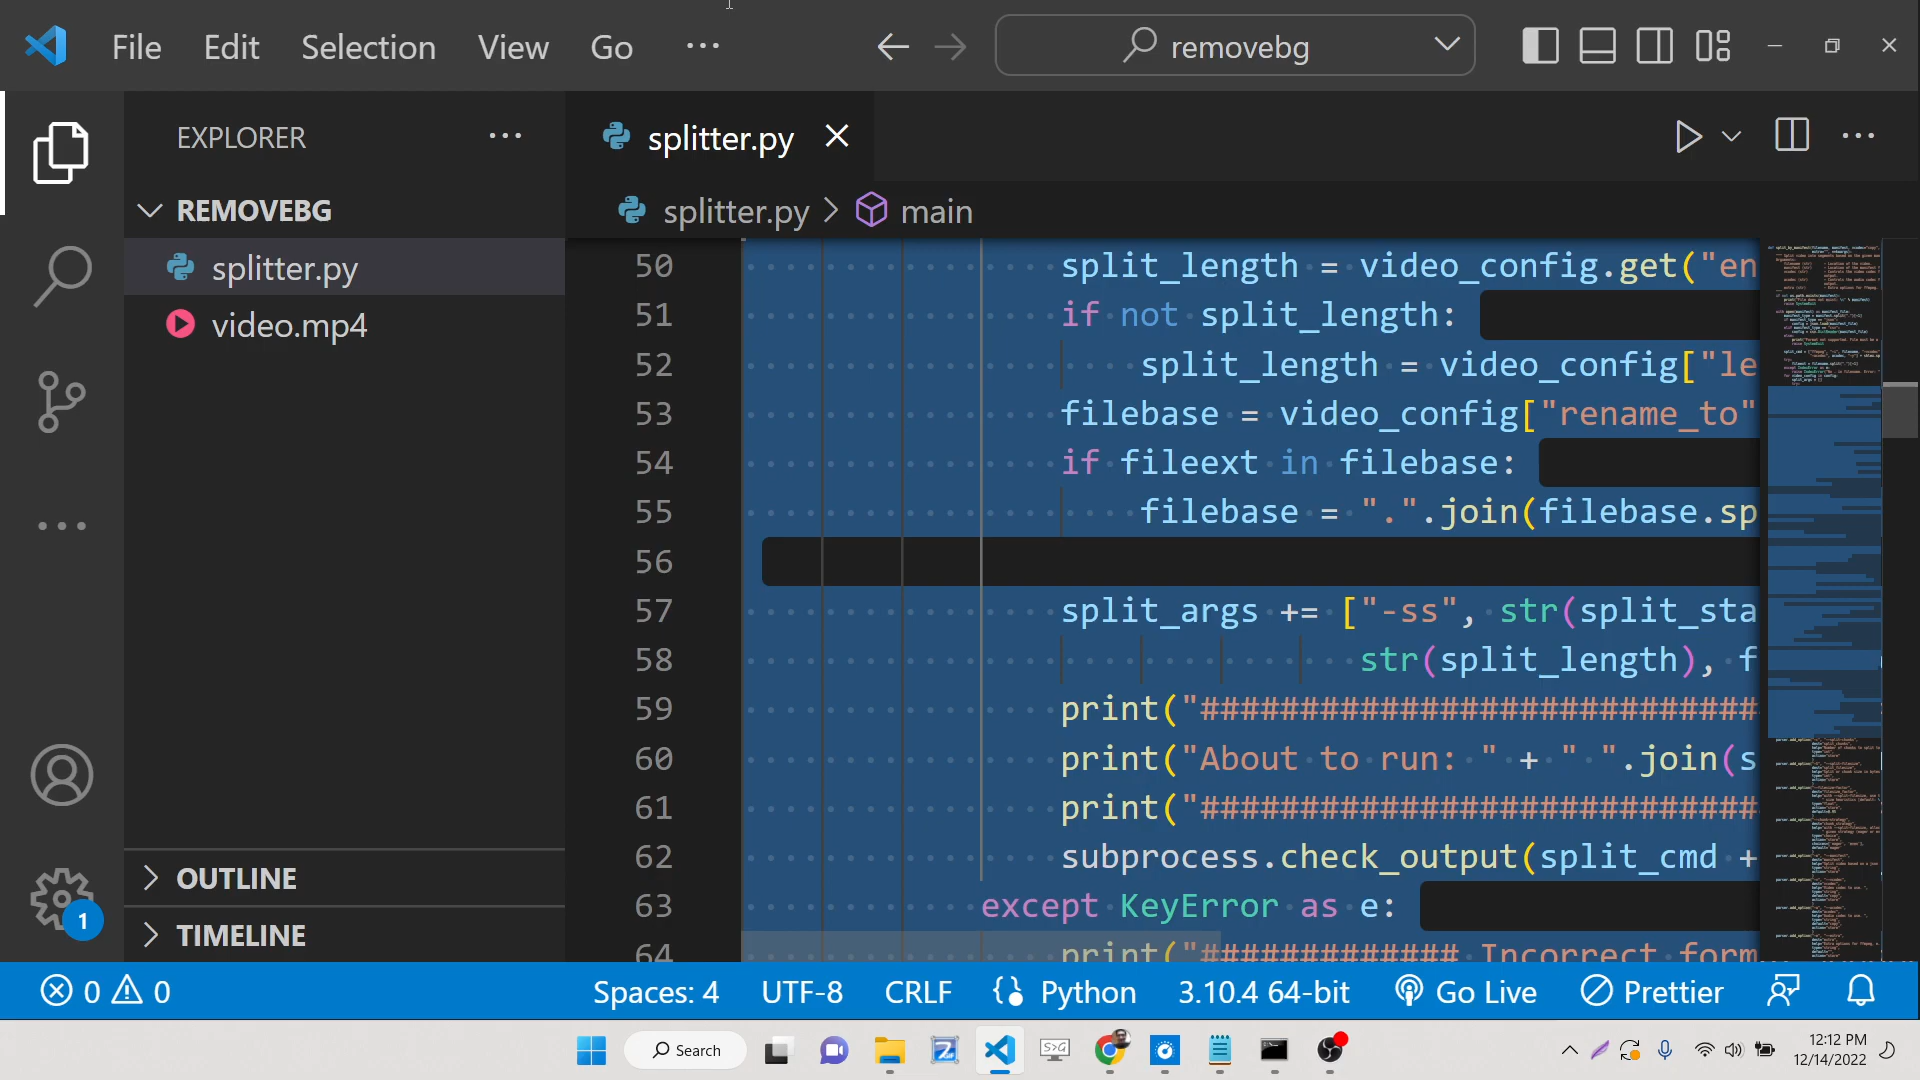 File Edit Selection View Go ··· removebg
EXPLORER ···
REMOVEBG
splitter.py
video.mp4
OUTLINE
TIMELINE
1
splitter.py
splitter.py > main
50 split_length = video_config.get("en
51 if not split_length:
52 split_length = video_config["le
53 filebase = video_config["rename_to"
54 if fileext in filebase:
55 filebase = ".".join(filebase.sp
56
57 split_args += ["-ss", str(split_sta
58 str(split_length), f
59 print("############################
60 print("About to run: " + " ".join(s
61 print("############################
62 subprocess.check_output(split_cmd +
63 except KeyError as e:
64 print("############# Incorrect form
0 0 Spaces: 4 UTF-8 CRLF Python 3.10.4 64-bit Go Live Prettier
Search
12:12 PM
12/14/2022